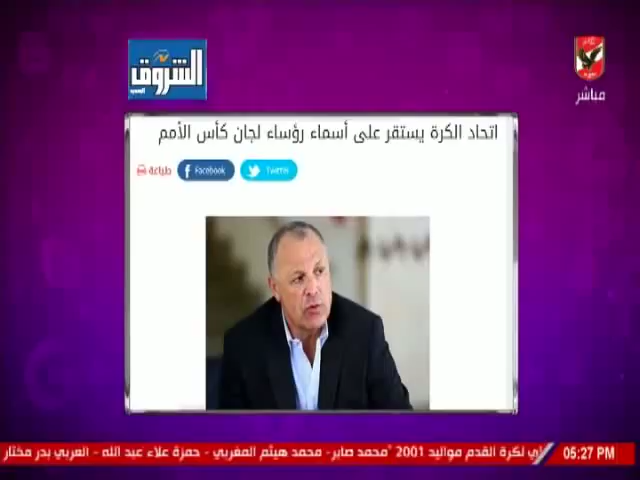 الشروق
مباشر
اتحاد الكرة يستقر على أسماء رؤساء لجان كأس الأمم
طباعة
Facebook
Twitter
لكرة القدم مواليد 2001 "محمد صابر- محمد هيثم المغربي - حمزة علاء عبد الله - العربي بدر مختار
05:27 PM